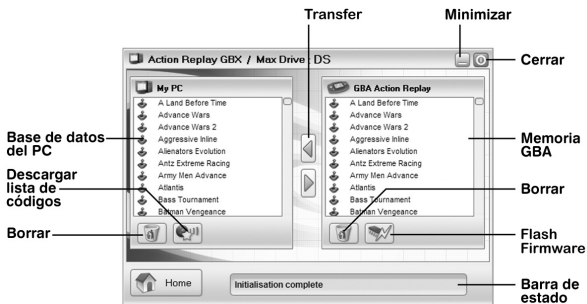 Transfer
Minimizar
Action Replay GBX / Max Drive: DS
Cerrar
My PC
GBA Action Replay
A Land Before Time
Advance Wars
Advance Wars 2
Aggressive Inline
Alienators Evolution
Antz Extreme Racing
Army Men Advance
Atlantis
Bass Tournament
Batman Vengeance
A Land Before Time
Advance Wars
Advance Wars 2
Aggressive Inline
Alienators Evolution
Antz Extreme Racing
Army Men Advance
Atlantis
Bass Tournament
Batman Vengeance
Base de datos
del PC
Descargar
lista de
códigos
Borrar
Memoria
GBA
Borrar
Flash
Firmware
Home
Initialisation complete
Barra de
estado